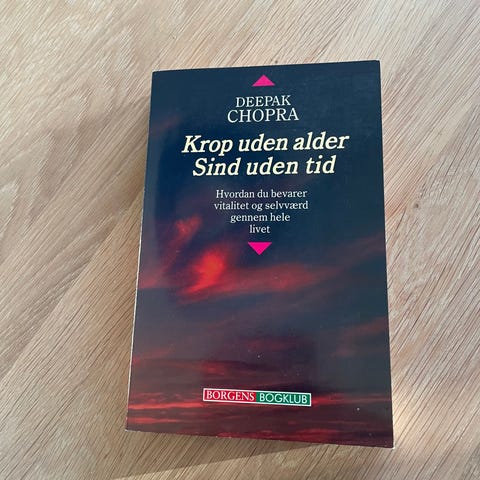 DEEPAK
CHOPRA
Krop uden alder
Sind uden tid
Hvordan du bevarer
vitalitet og selvværd
gennem hele
livet
BORGENS BOGKLUB